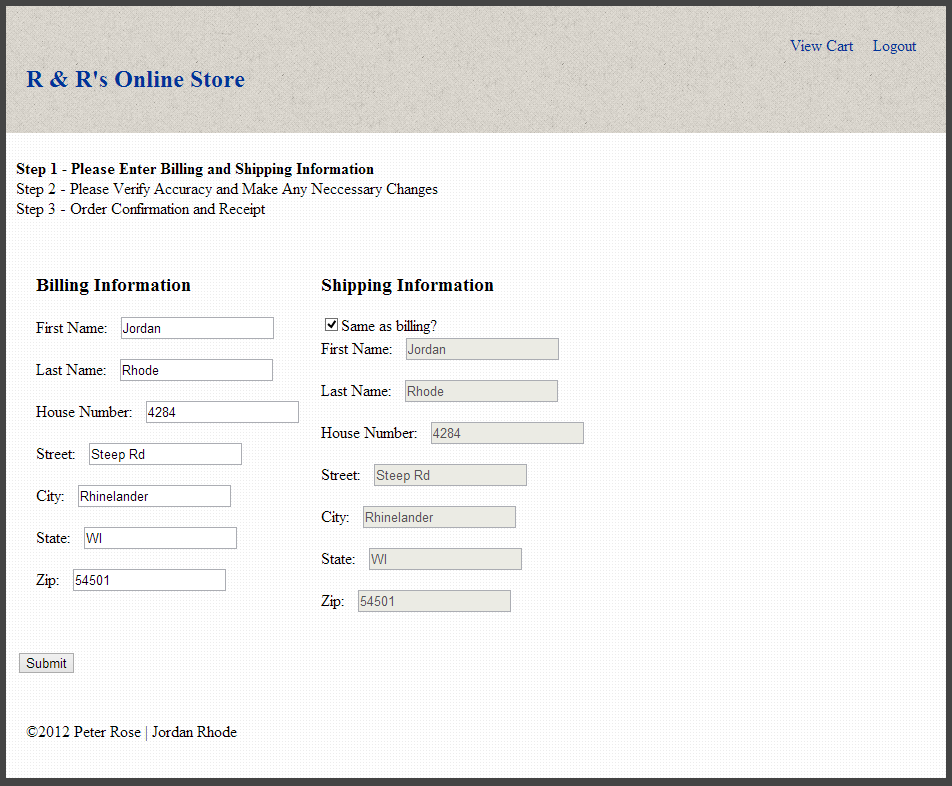 View Cart Logout
R & R's Online Store
Step 1 - Please Enter Billing and Shipping Information
Step 2 - Please Verify Accuracy and Make Any Neccessary Changes
Step 3 - Order Confirmation and Receipt
Billing Information
First Name: Jordan
Last Name: Rhode
House Number: 4284
Street: Steep Rd
City: Rhinelander
State: WI
Zip: 54501
Shipping Information
Same as billing?
First Name: Jordan
Last Name: Rhode
House Number: 4284
Street: Steep Rd
City: Rhinelander
State: WI
Zip: 54501
Submit
©2012 Peter Rose | Jordan Rhode